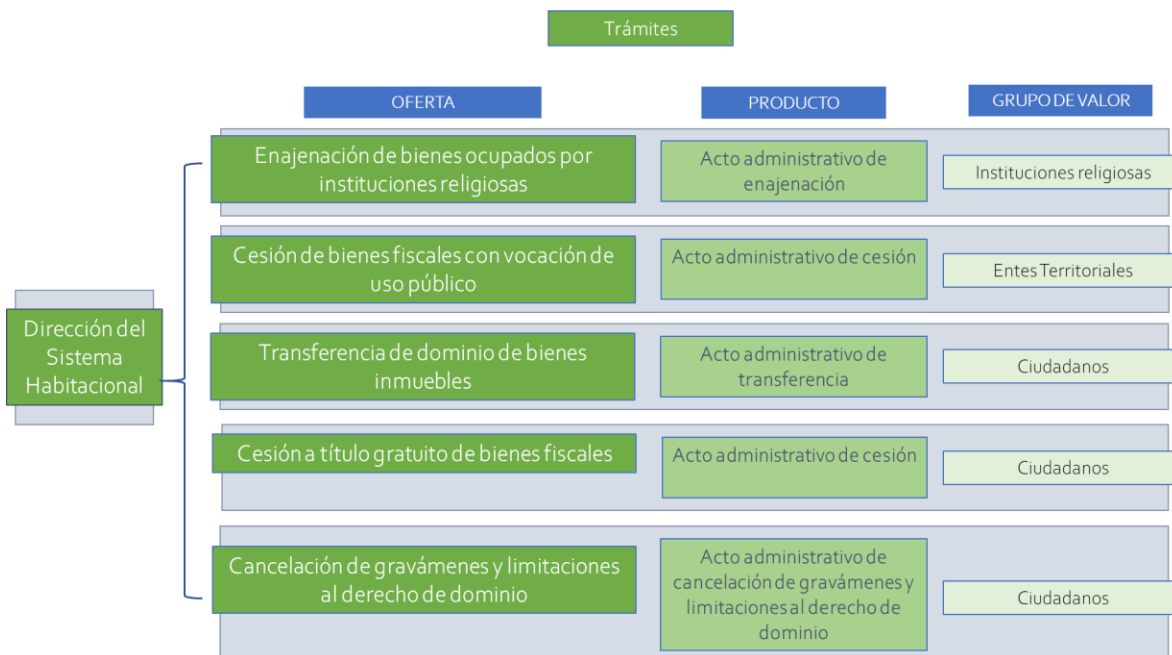 Trámites
OFERTA
PRODUCTO
GRUPO DE VALOR
Dirección del
Sistema
Habitacional
Enajenación de bienes ocupados por
instituciones religiosas
Acto administrativo de
enajenación
Instituciones religiosas
Cesión de bienes fiscales con vocación de
uso público
Acto administrativo de cesión
Entes Territoriales
Transferencia de dominio de bienes
inmuebles
Acto administrativo de
transferencia
Ciudadanos
Cesión a título gratuito de bienes fiscales
Acto administrativo de cesión
Ciudadanos
Cancelación de gravámenes y limitaciones
al derecho de dominio
Acto administrativo de
cancelación de gravámenes y
limitaciones al derecho de
dominio
Ciudadanos